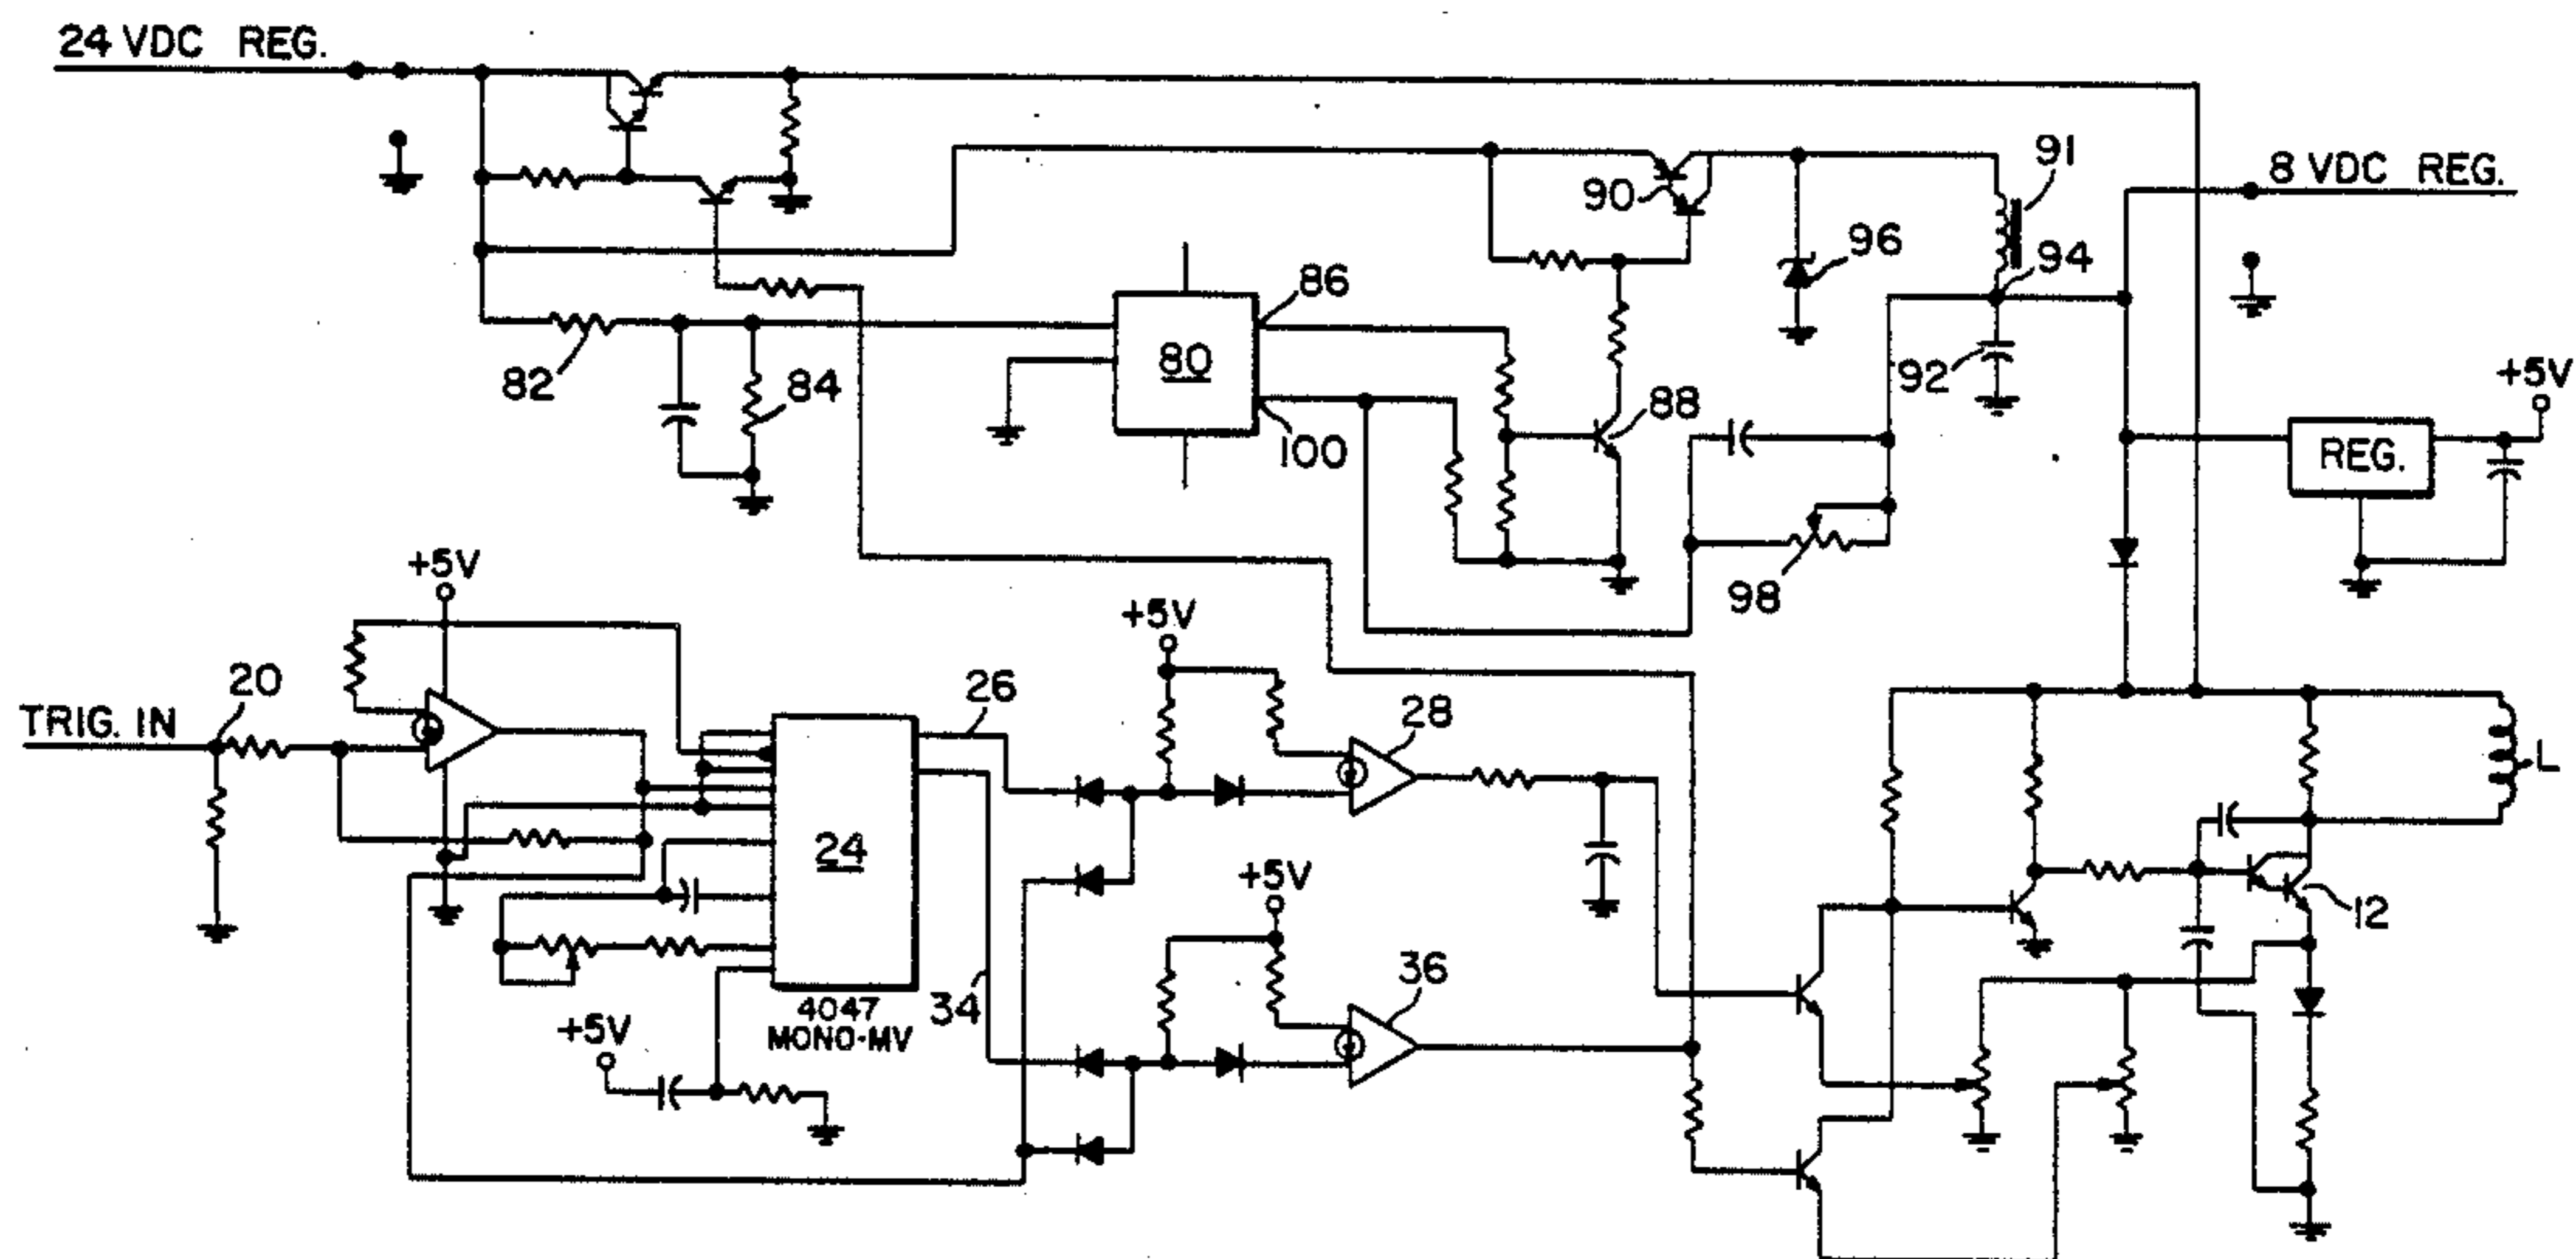 24 VDC REG.
91
8 VDC REG.
90
96
94
86
80
82
84
92
+5V
88
100
REG.
98
+5V
+5V
20
26
TRIG. IN
28
L
24
+5V
12
36
34
4047
MONO-MV
+5V